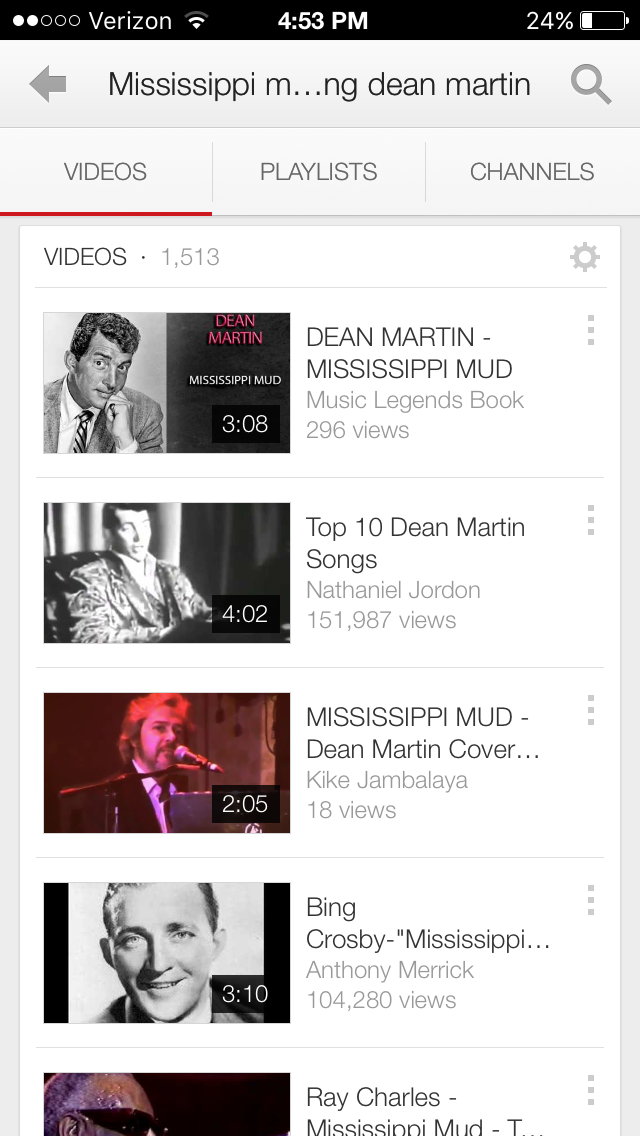 Verizon 4:53 PM 24%
Mississippi m...ng dean martin
VIDEOS PLAYLISTS CHANNELS
VIDEOS · 1,513
DEAN
MARTIN
MISSISSIPPI MUD
3:08
DEAN MARTIN -
MISSISSIPPI MUD
Music Legends Book
296 views
4:02
Top 10 Dean Martin
Songs
Nathaniel Jordon
151,987 views
2:05
MISSISSIPPI MUD -
Dean Martin Cover...
Kike Jambalaya
18 views
3:10
Bing
Crosby-"Mississippi...
Anthony Merrick
104,280 views
Ray Charles -
Mississippi Mud - T...